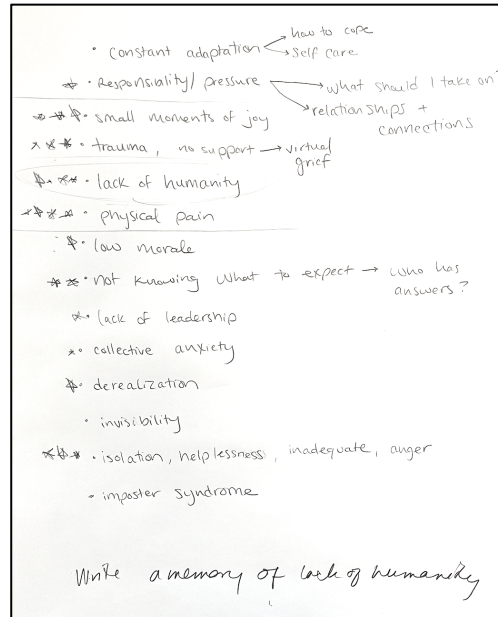 • constant adaptation < how to cope
Self care
* • Responsiality/pressure → What should I take on?
→ relationships +
connections
* * * • small moments of joy
* * * • trauma, no support → virtual
grief
* • * * • lack of humanity
* * * * • physical pain
* • low morale
* * • not knowing what to expect → who has
answers?
* • lack of leadership
* • collective anxiety
* • derealization
• invisibility
* * * • isolation, helplessness, inadequate, anger
• imposter syndrome
Write a memory of lack of humanity